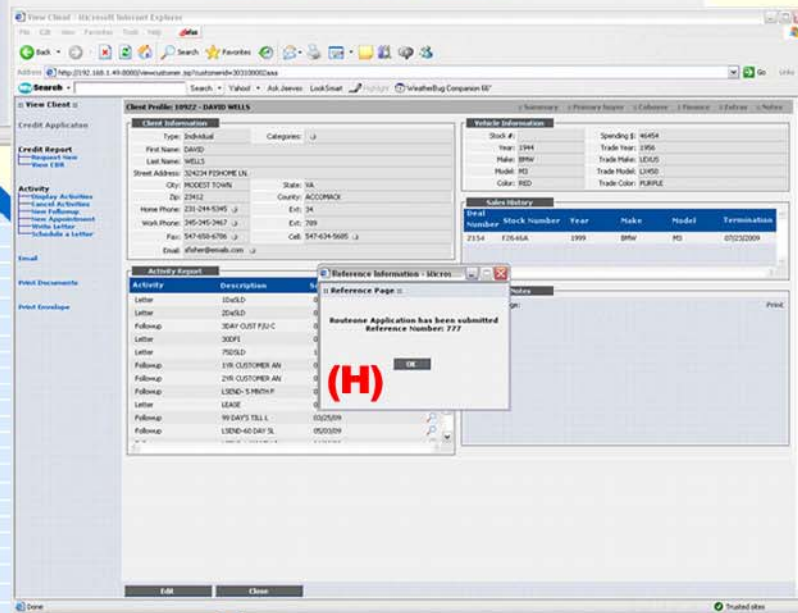 View Client - Microsoft Internet Explorer
File Edit View Favorites Tools Help
Back Search Favorites
Address http://192.168.1.49:8080/viewcustomer.jsp?customerid=
Go Links
Search Search Yahoo! Ask Jeeves LookSmart WeatherBug Companion 66°
:: View Client ::
Credit Applicaton
Credit Report
Request New
View CBR
Activity
Display Activities
Cancel Activities
New Followup
New Appointment
Write Letter
Schedule a Letter
Email
Print Documents
Print Envelope
Client Profile: 10922 - DAVID WELLS
Summary Primary buyer Cobuyer Finance Extras Notes
Client Information
Type: Individual Categories:
First Name: DAVID
Last Name: WELLS
Street Address: 324234 FISHOME LN.
City: MODEST TOWN State: VA
Zip: 23412 County: ACCOMACK
Home Phone: 231-244-5345 Ext: 34
Work Phone: 345-345-3467 Ext: 789
Fax: 547-658-6786 Cell: 547-634-5685
Email:
Vehicle Information
Stock #: Spending $: 46454
Year: 1944 Trade Year: 1956
Make: BMW Trade Make: LEXUS
Model: M3 Trade Model:
Color: RED Trade Color: PURPLE
Sales History
Deal Number Stock Number Year Make Model Termination
2154 F2646A 1999 BMW M3 07/23/2009
Activity Report
Activity Description
Letter 1DaSLD
Letter 2DaSLD
Followup 3DAY CUST F/U C
Letter 30DFI
Letter 75DSLD
Followup 1YR CUSTOMER AN
Followup 2YR CUSTOMER AN
Followup LSEND- 5 MNTH F
Letter LEASE
Followup 99 DAY'S TILL L 03/25/09
Followup LSEND-60 DAY SL 05/03/09
Notes
Print
Reference Information - Micros
:: Reference Page ::
Routeone Application has been submitted
Reference Number: 777
OK
(H)
Edit Close
Done Trusted sites